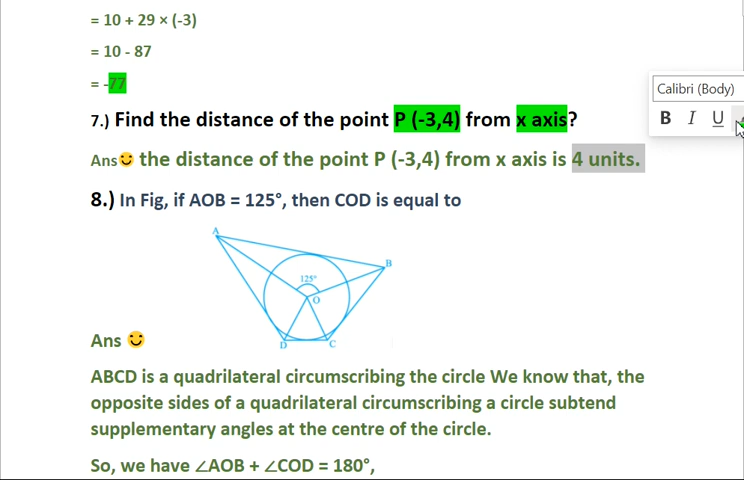 = 10 + 29 × (-3)
= 10 - 87
= -77
Calibri (Body)
B I U
7.) Find the distance of the point P (-3,4) from x axis?
Ans the distance of the point P (-3,4) from x axis is 4 units.
8.) In Fig, if AOB = 125°, then COD is equal to
A
B
125°
O
Ans
D C
ABCD is a quadrilateral circumscribing the circle We know that, the
opposite sides of a quadrilateral circumscribing a circle subtend
supplementary angles at the centre of the circle.
So, we have ∠AOB + ∠COD = 180°,